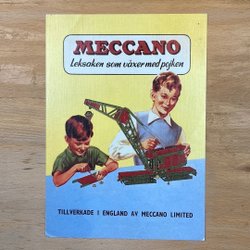 MECCANO
Leksaken som växer med pojken
TILLVERKADE I ENGLAND AV MECCANO LIMITED